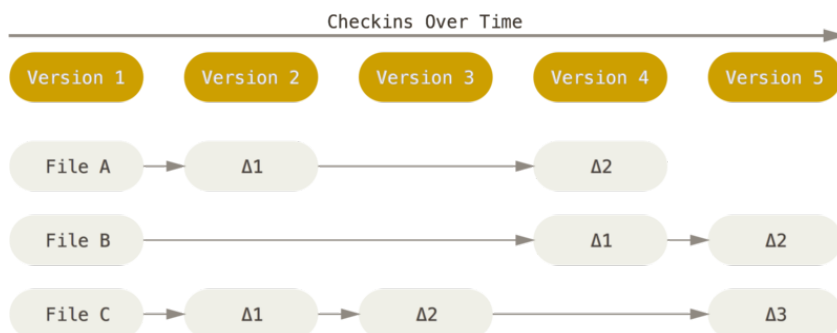 Checkins Over Time
Version 1 Version 2 Version 3 Version 4 Version 5
File A Δ1 Δ2
File B Δ1 Δ2
File C Δ1 Δ2 Δ3